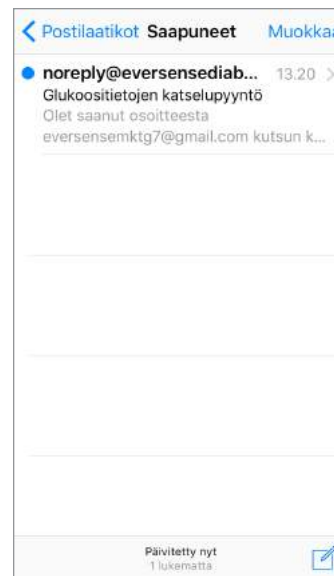 Postilaatikot Saapuneet Muokkaa
noreply@eversensediab... 13.20
Glukoositietojen katselupyyntö
Olet saanut osoitteesta
eversensemktg7@gmail.com kutsun k...
Päivitetty nyt
1 lukematta